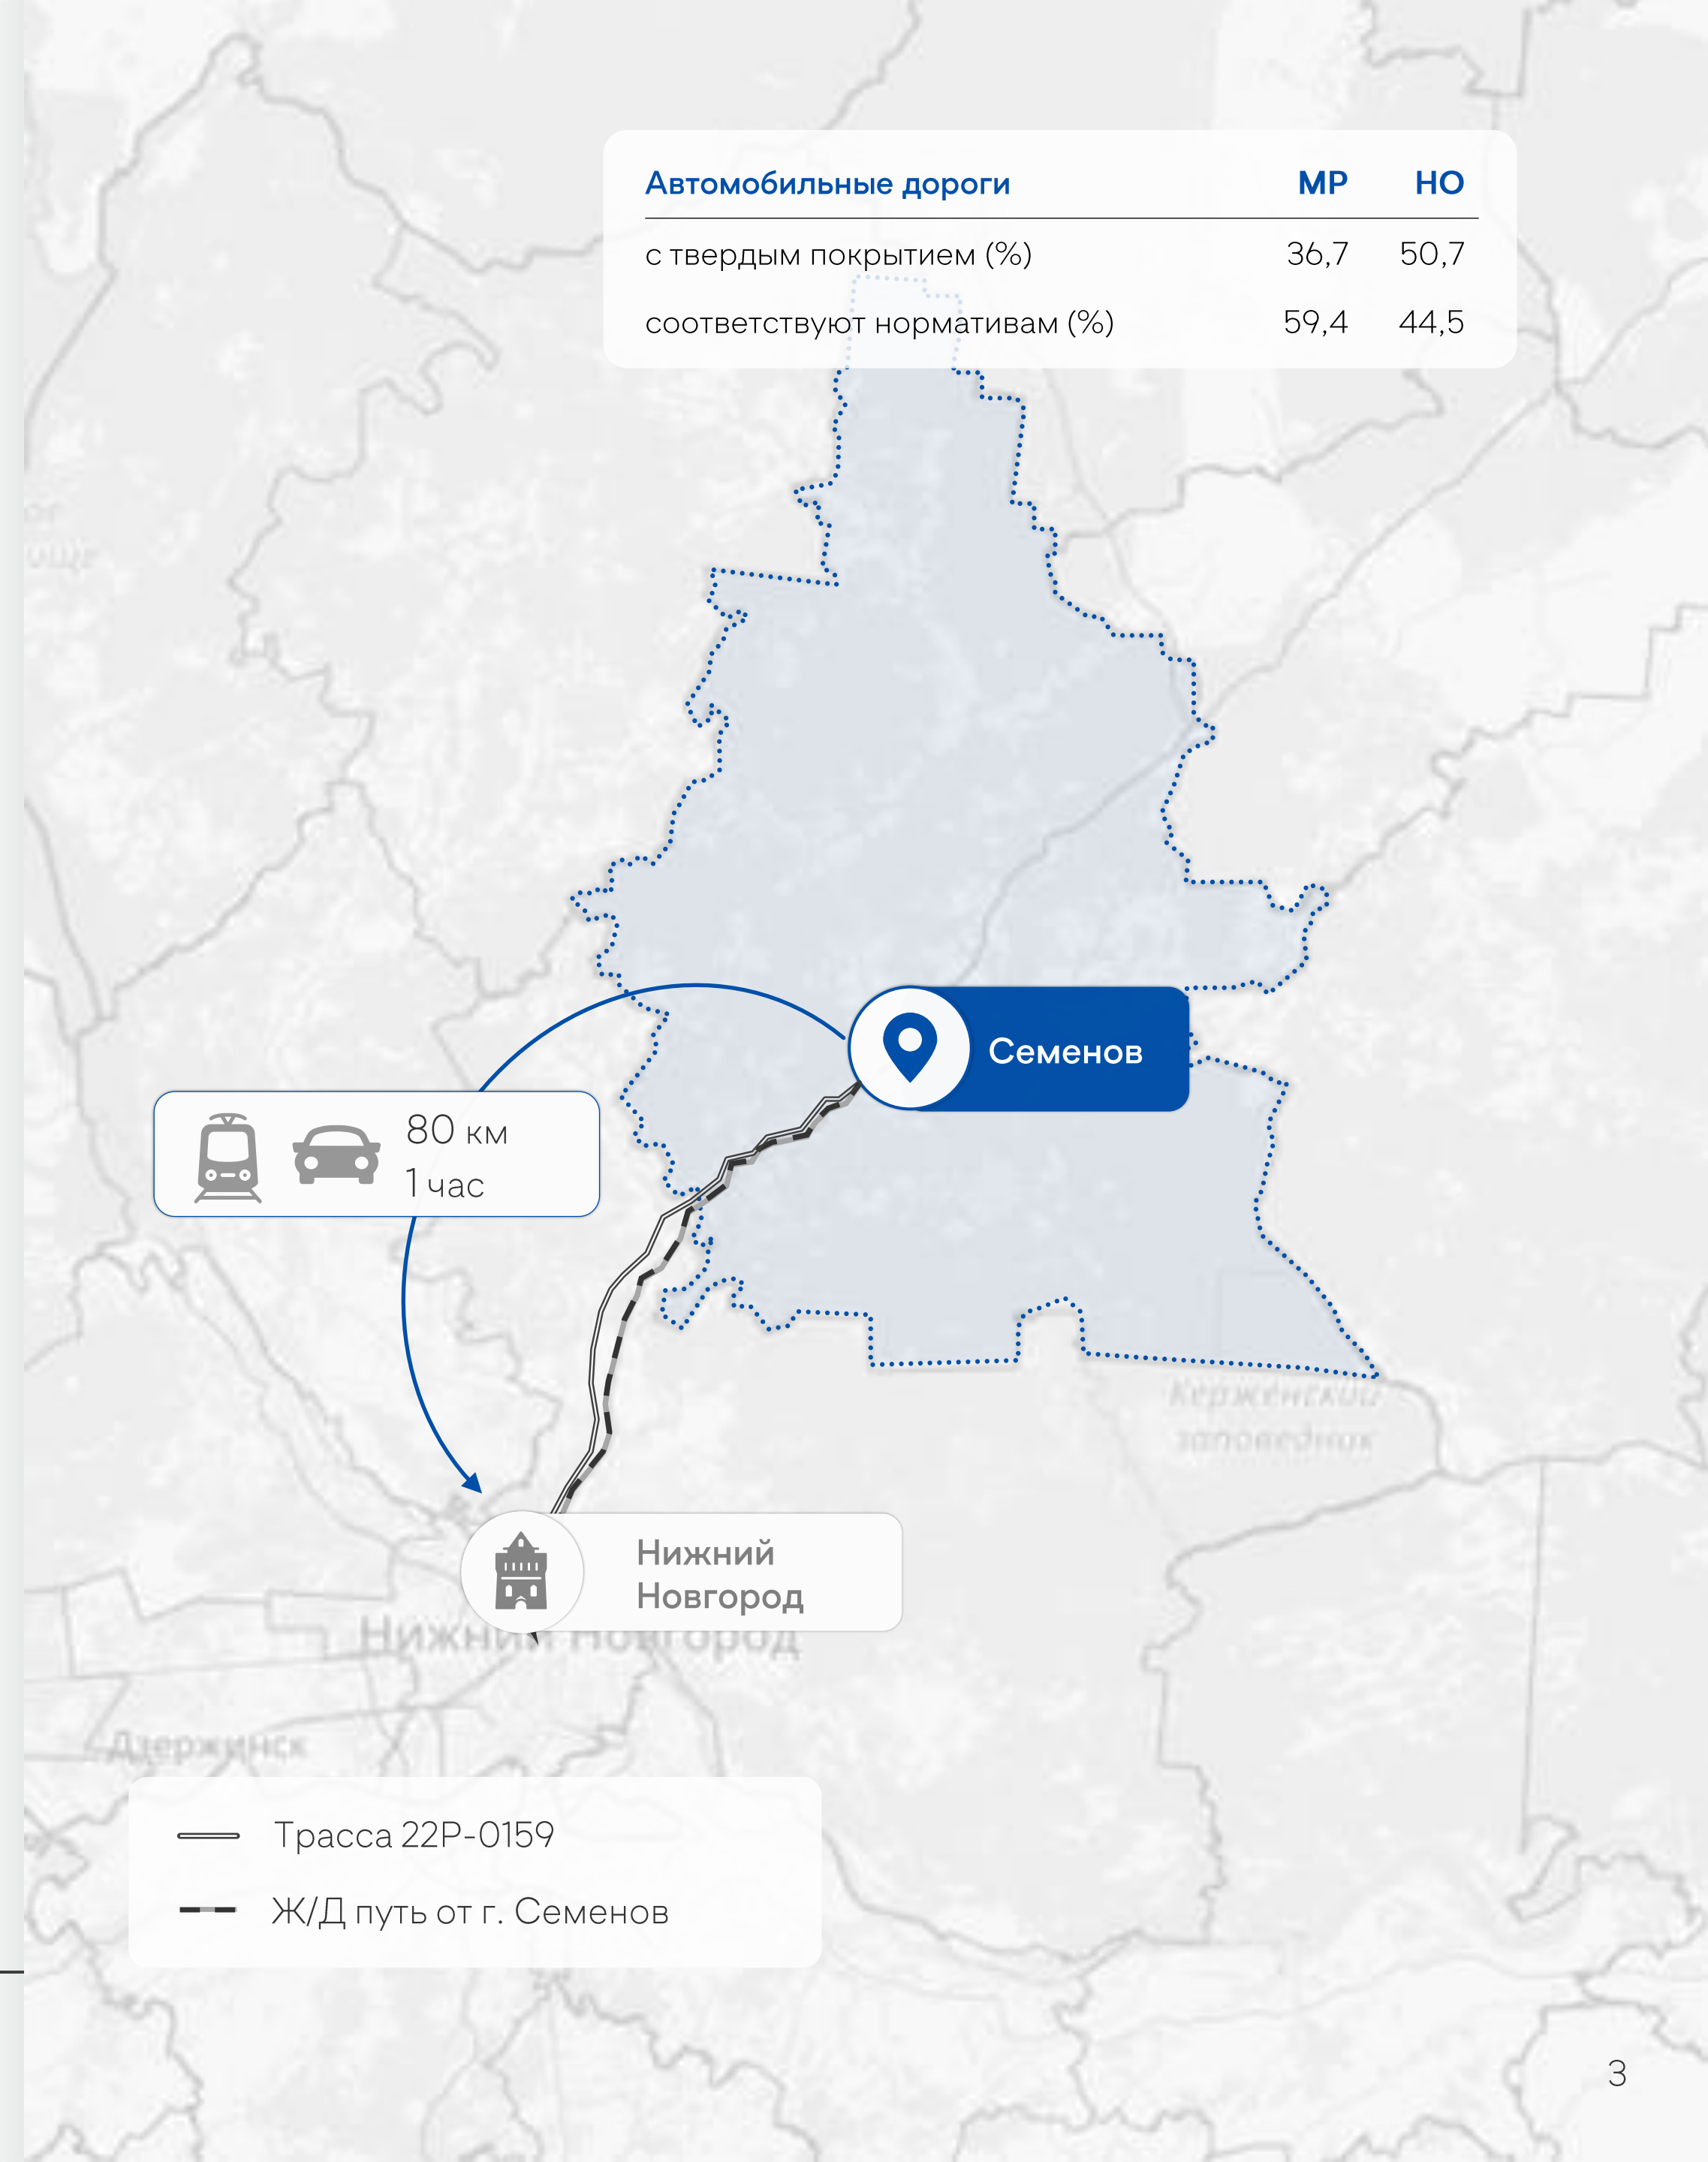 Автомобильные дороги МР НО
с твердым покрытием (%) 36,7 50,7
соответствуют нормативам (%) 59,4 44,5
Семенов
80 км
1 час
Керженский
заповедник
Нижний
Новгород
Нижний Новгород
Дзержинск
Трасса 22Р-0159
Ж/Д путь от г. Семенов
3